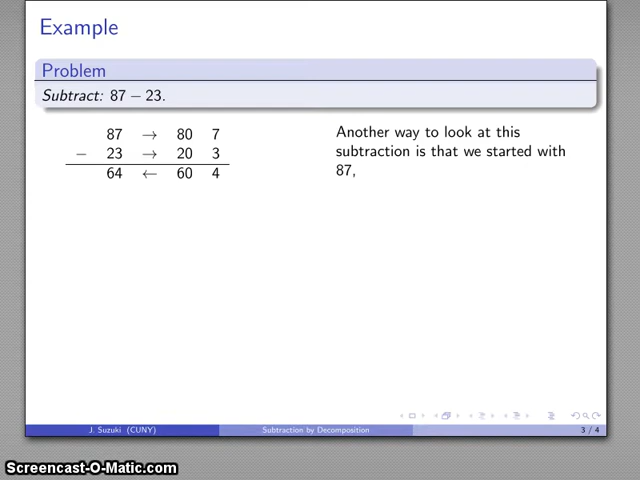 Example
Problem
Subtract: 87 − 23.
87 → 80 7
− 23 → 20 3
64 ← 60 4
Another way to look at this
subtraction is that we started with
87,
J. Suzuki (CUNY)
Subtraction by Decomposition
3 / 4
Screencast-O-Matic.com